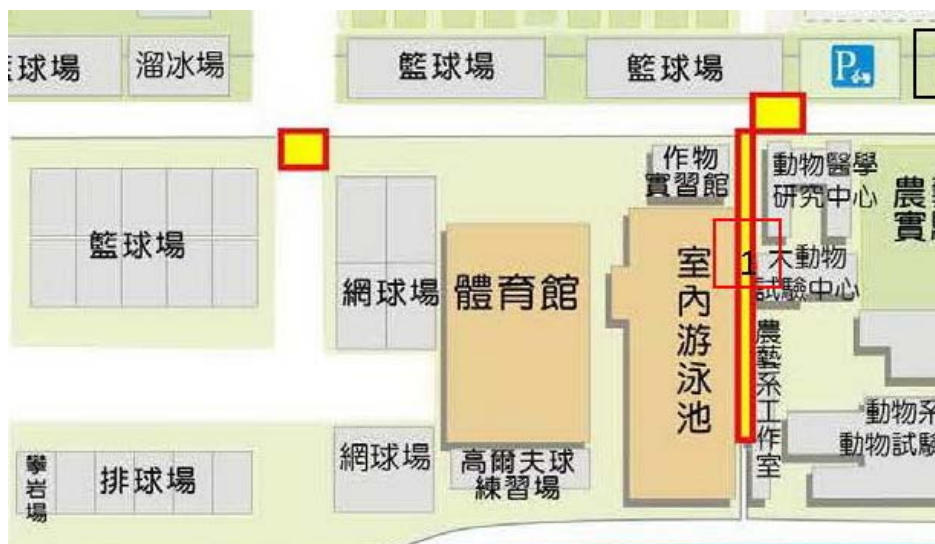 球場
溜冰場
籃球場
籃球場
P
作物
實習館
動物醫學
研究中心
農
實
籃球場
網球場
體育館
室內游泳池
1
大動物
試驗中心
農藝系工作室
動物系
動物試驗
網球場
高爾夫球
練習場
攀岩場
排球場